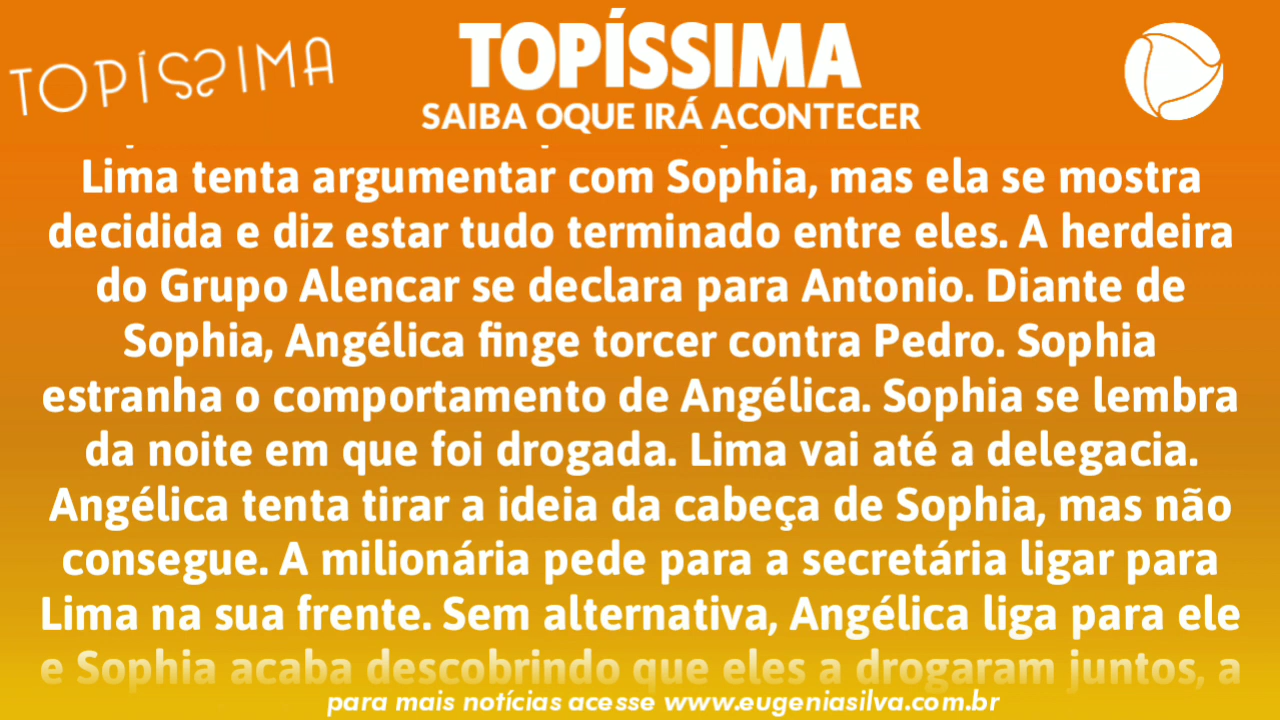 TOPÍSSIMA
TOPÍSSIMA
SAIBA OQUE IRÁ ACONTECER
Lima tenta argumentar com Sophia, mas ela se mostra
decidida e diz estar tudo terminado entre eles. A herdeira
do Grupo Alencar se declara para Antonio. Diante de
Sophia, Angélica finge torcer contra Pedro. Sophia
estranha o comportamento de Angélica. Sophia se lembra
da noite em que foi drogada. Lima vai até a delegacia.
Angélica tenta tirar a ideia da cabeça de Sophia, mas não
consegue. A milionária pede para a secretária ligar para
Lima na sua frente. Sem alternativa, Angélica liga para ele
e Sophia acaba descobrindo que eles a drogaram juntos, a
para mais notícias acesse www.eugeniasilva.com.br